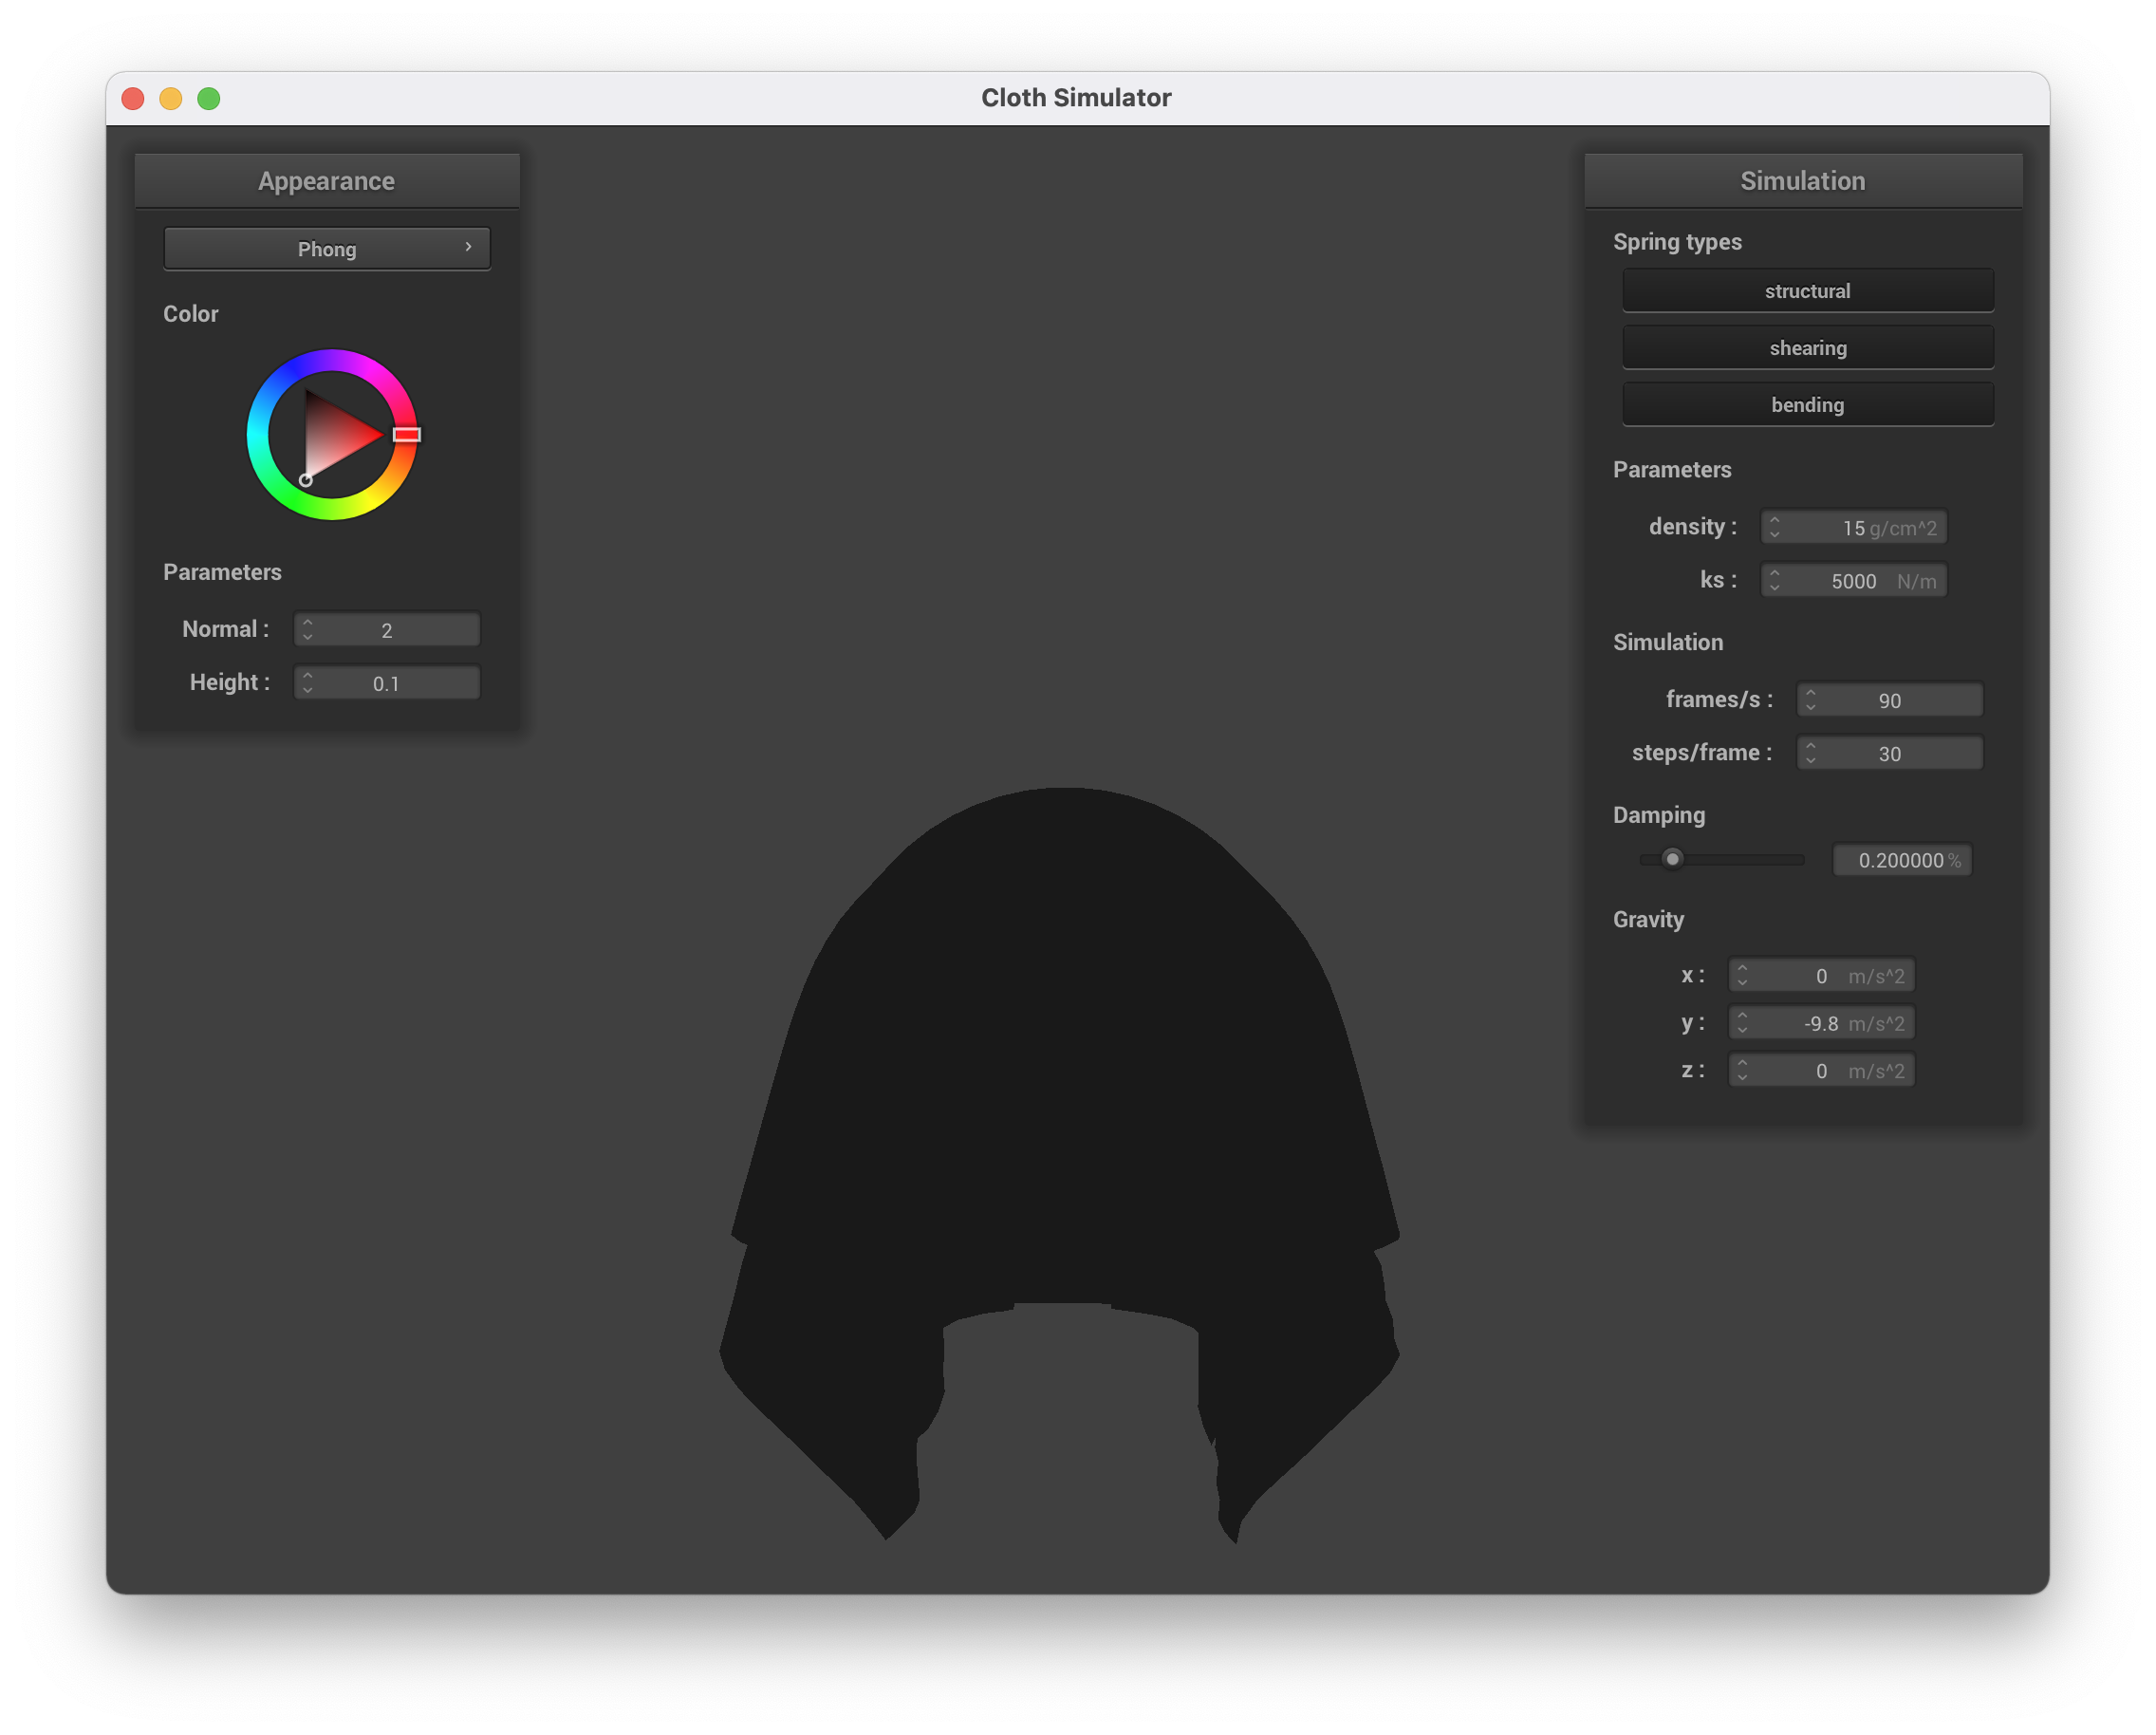 Cloth Simulator
Appearance
Phong
Color
Parameters
Normal : 2
Height : 0.1
Simulation
Spring types
structural
shearing
bending
Parameters
density : 15 g/cm^2
ks : 5000 N/m
Simulation
frames/s : 90
steps/frame : 30
Damping
0.200000 %
Gravity
x : 0 m/s^2
y : -9.8 m/s^2
z : 0 m/s^2